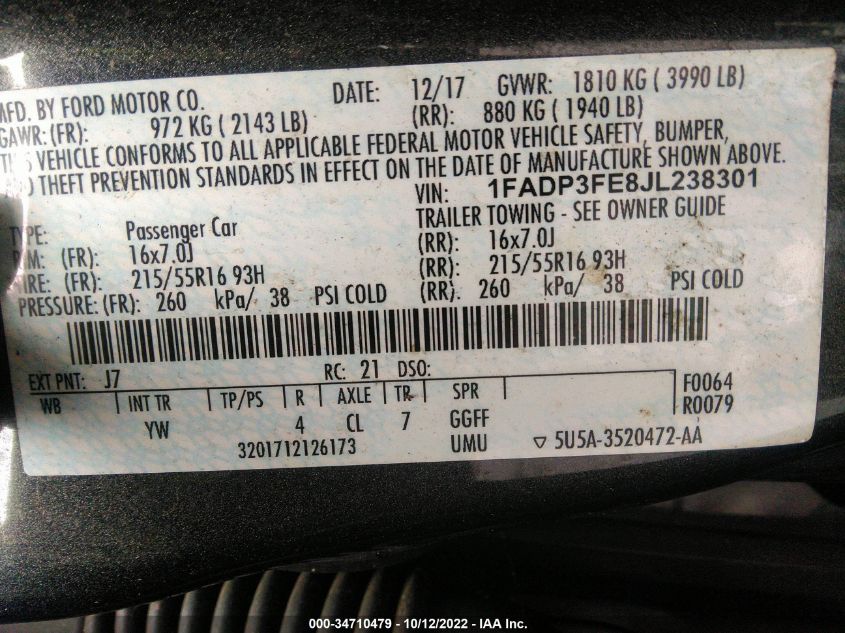 MFD. BY FORD MOTOR CO. DATE: 12/17 GVWR: 1810 KG ( 3990 LB)
GAWR: (FR): 972 KG ( 2143 LB) (RR): 880 KG ( 1940 LB)
THIS VEHICLE CONFORMS TO ALL APPLICABLE FEDERAL MOTOR VEHICLE SAFETY, BUMPER,
AND THEFT PREVENTION STANDARDS IN EFFECT ON THE DATE OF MANUFACTURE SHOWN ABOVE.
VIN: 1FADP3FE8JL238301
TYPE: Passenger Car TRAILER TOWING - SEE OWNER GUIDE
RIM: (FR): 16x7.0J (RR): 16x7.0J
TIRE: (FR): 215/55R16 93H (RR): 215/55R16 93H
PRESSURE: (FR): 260 kPa/ 38 PSI COLD (RR): 260 kPa/ 38 PSI COLD
EXT PNT: J7 RC: 21 DSO:
WB INT TR TP/PS R AXLE TR SPR F0064
YW 4 CL 7 GGFF R0079
3201712126173 UMU ▽ 5U5A-3520472-AA
000-34710479 - 10/12/2022 - IAA Inc.